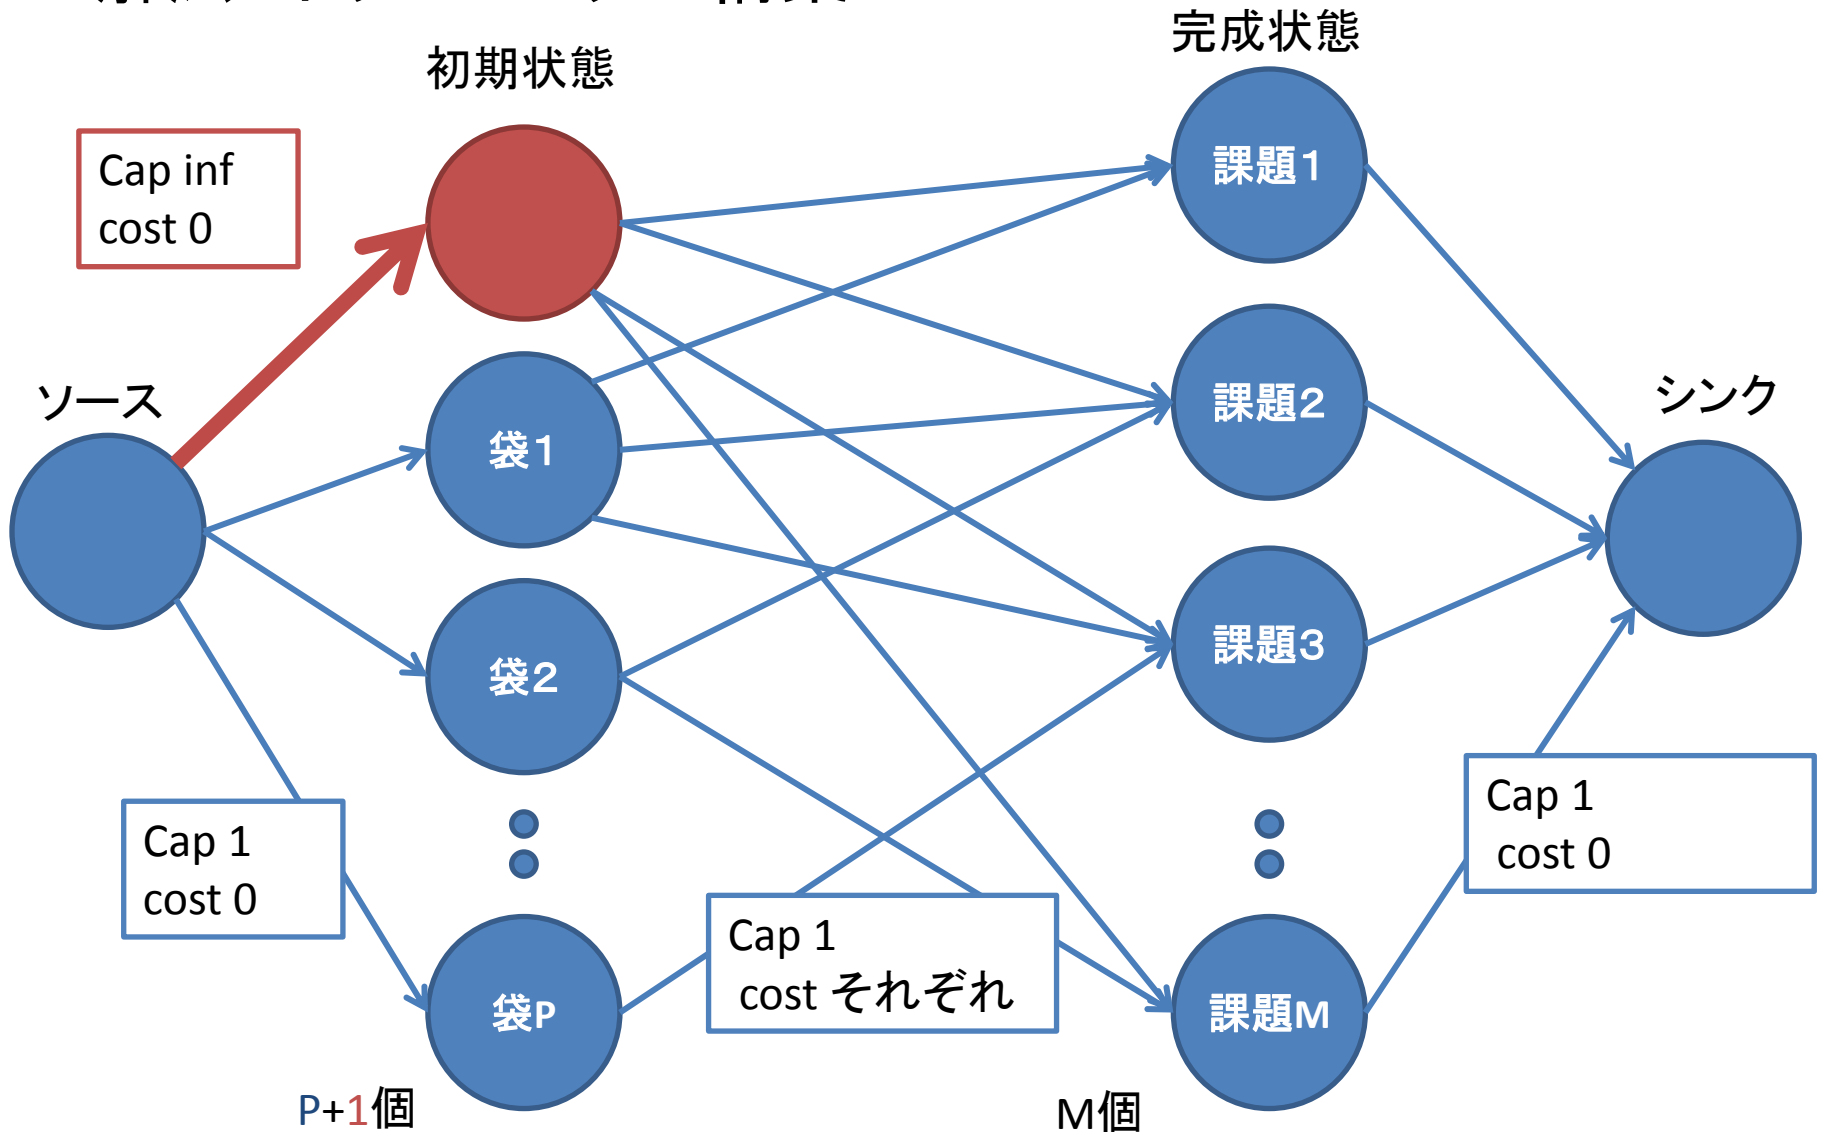 完成状態
初期状態
Cap inf
cost 0
課題1
ソース
課題2
シンク
袋1
課題3
袋2
Cap 1
cost 0
Cap 1
cost 0
Cap 1
cost それぞれ
袋P
課題M
P+1個
M個